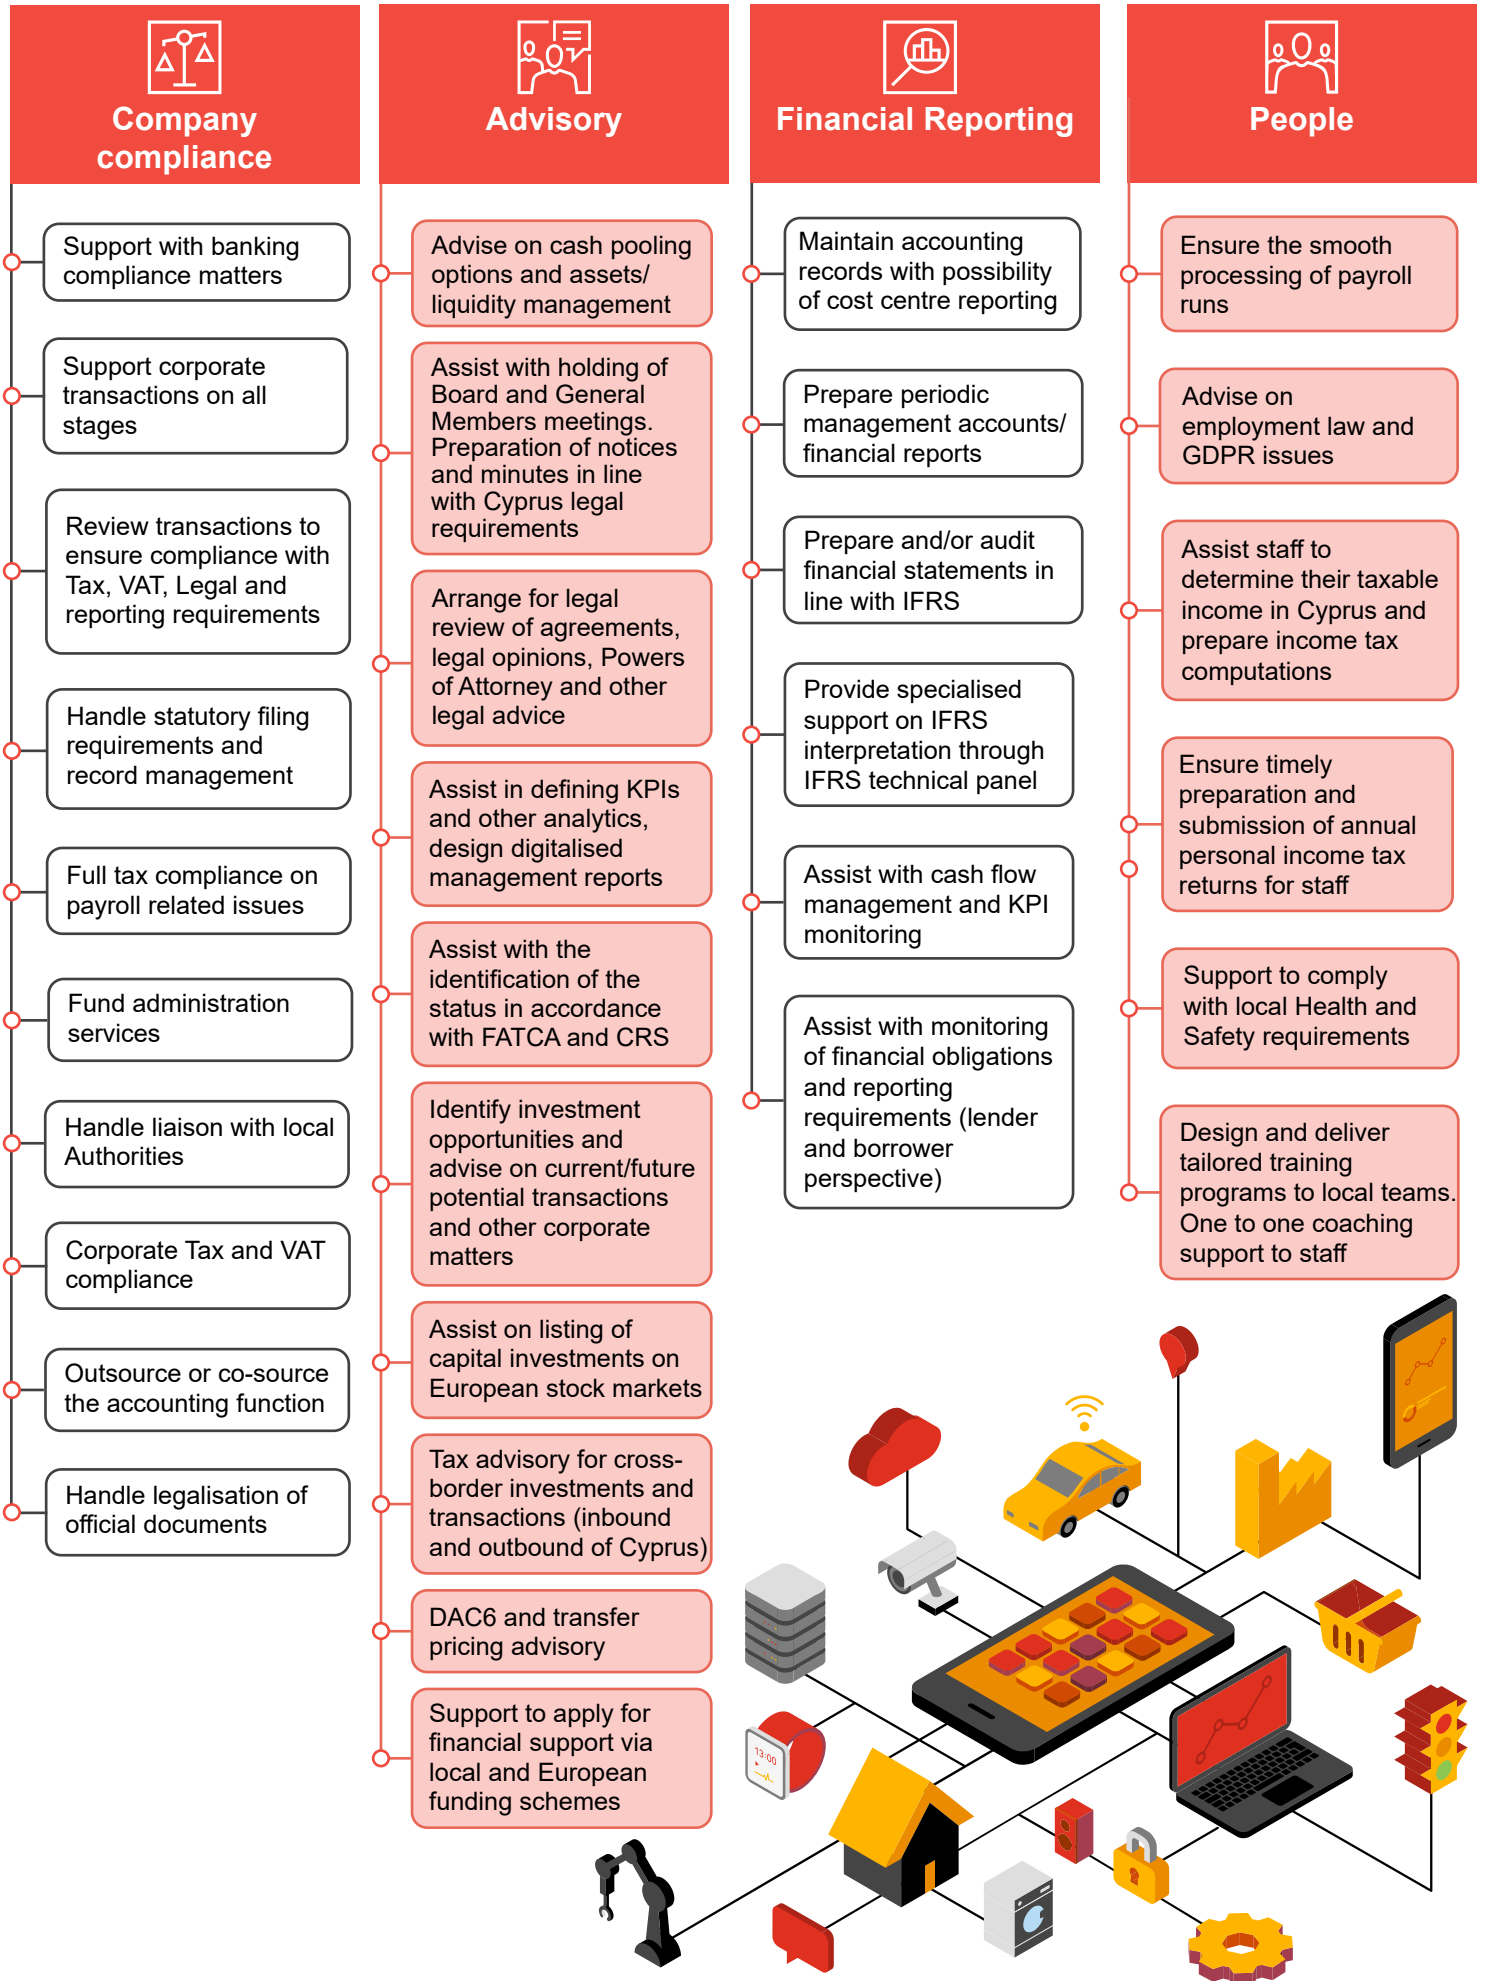 Company
compliance
Support with banking
compliance matters
Support corporate
transactions on all
stages
Review transactions to
ensure compliance with
Tax, VAT, Legal and
reporting requirements
Handle statutory filing
requirements and
record management
Full tax compliance on
payroll related issues
Fund administration
services
Handle liaison with local
Authorities
Corporate Tax and VAT
compliance
Outsource or co-source
the accounting function
Handle legalisation of
official documents
Advisory
Advise on cash pooling
options and assets/
liquidity management
Assist with holding of
Board and General
Members meetings.
Preparation of notices
and minutes in line
with Cyprus legal
requirements
Arrange for legal
review of agreements,
legal opinions, Powers
of Attorney and other
legal advice
Assist in defining KPIs
and other analytics,
design digitalised
management reports
Assist with the
identification of the
status in accordance
with FATCA and CRS
Identify investment
opportunities and
advise on current/future
potential transactions
and other corporate
matters
Assist on listing of
capital investments on
European stock markets
Tax advisory for cross-
border investments and
transactions (inbound
and outbound of Cyprus)
DAC6 and transfer
pricing advisory
Support to apply for
financial support via
local and European
funding schemes
Financial Reporting
Maintain accounting
records with possibility
of cost centre reporting
Prepare periodic
management accounts/
financial reports
Prepare and/or audit
financial statements in
line with IFRS
Provide specialised
support on IFRS
interpretation through
IFRS technical panel
Assist with cash flow
management and KPI
monitoring
Assist with monitoring
of financial obligations
and reporting
requirements (lender
and borrower
perspective)
People
Ensure the smooth
processing of payroll
runs
Advise on
employment law and
GDPR issues
Assist staff to
determine their taxable
income in Cyprus and
prepare income tax
computations
Ensure timely
preparation and
submission of annual
personal income tax
returns for staff
Support to comply
with local Health and
Safety requirements
Design and deliver
tailored training
programs to local teams.
One to one coaching
support to staff
13:00